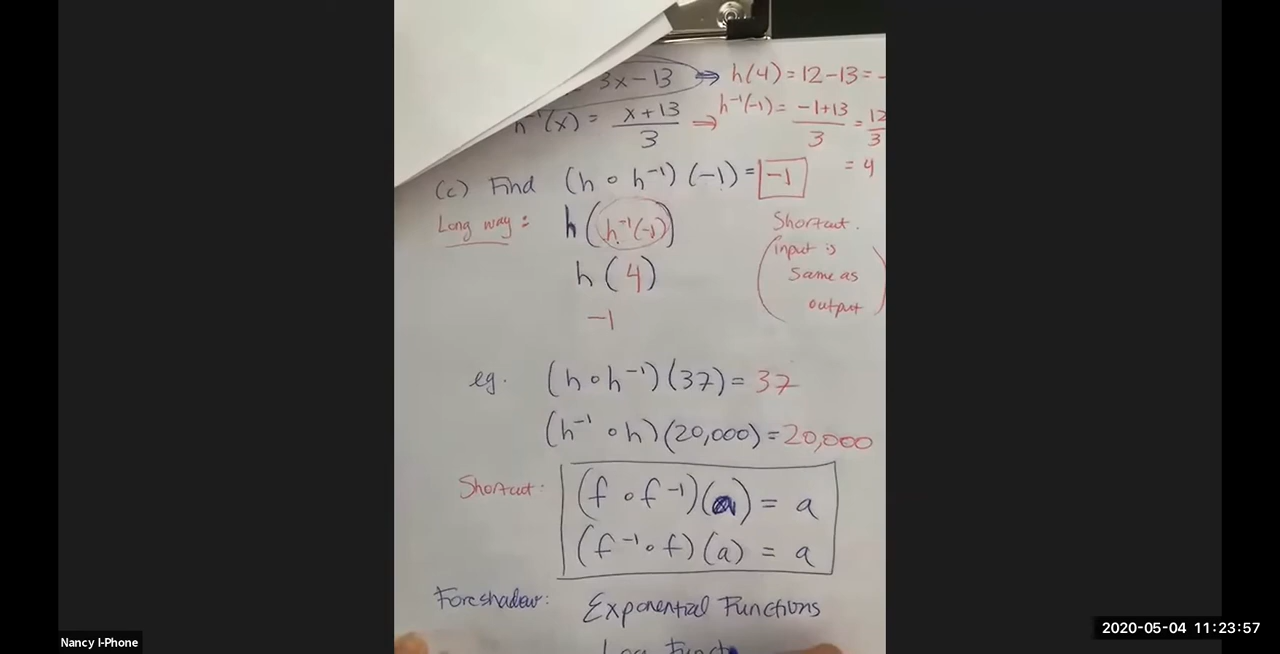 3x-13 ⇒ h(4) = 12-13 = -
h⁻¹(x) = x+13/3 ⇒ h⁻¹(-1) = -1+13/3 = 12/3
= 4
(c) Find (h ∘ h⁻¹)(-1) = -1
Long way: h(h⁻¹(-1))
h(4)
-1
Shortcut.
(input is
same as
output)
eg. (h∘h⁻¹)(37) = 37
(h⁻¹ ∘ h)(20,000) = 20,000
Shortcut: (f ∘ f⁻¹)(a) = a
(f⁻¹ ∘ f)(a) = a
Foreshadow: Exponential Functions
Log Funct
Nancy I-Phone
2020-05-04 11:23:57